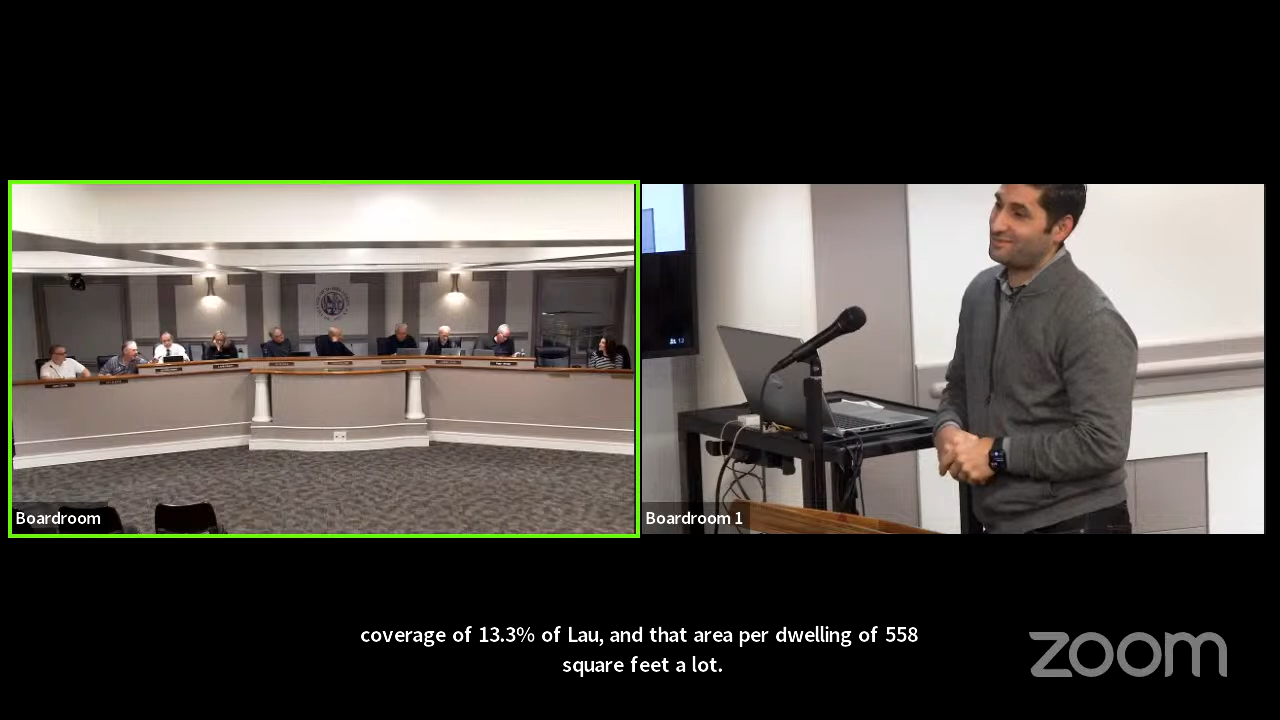 Boardroom
Boardroom 1
coverage of 13.3% of Lau, and that area per dwelling of 558
square feet a lot.
zoom